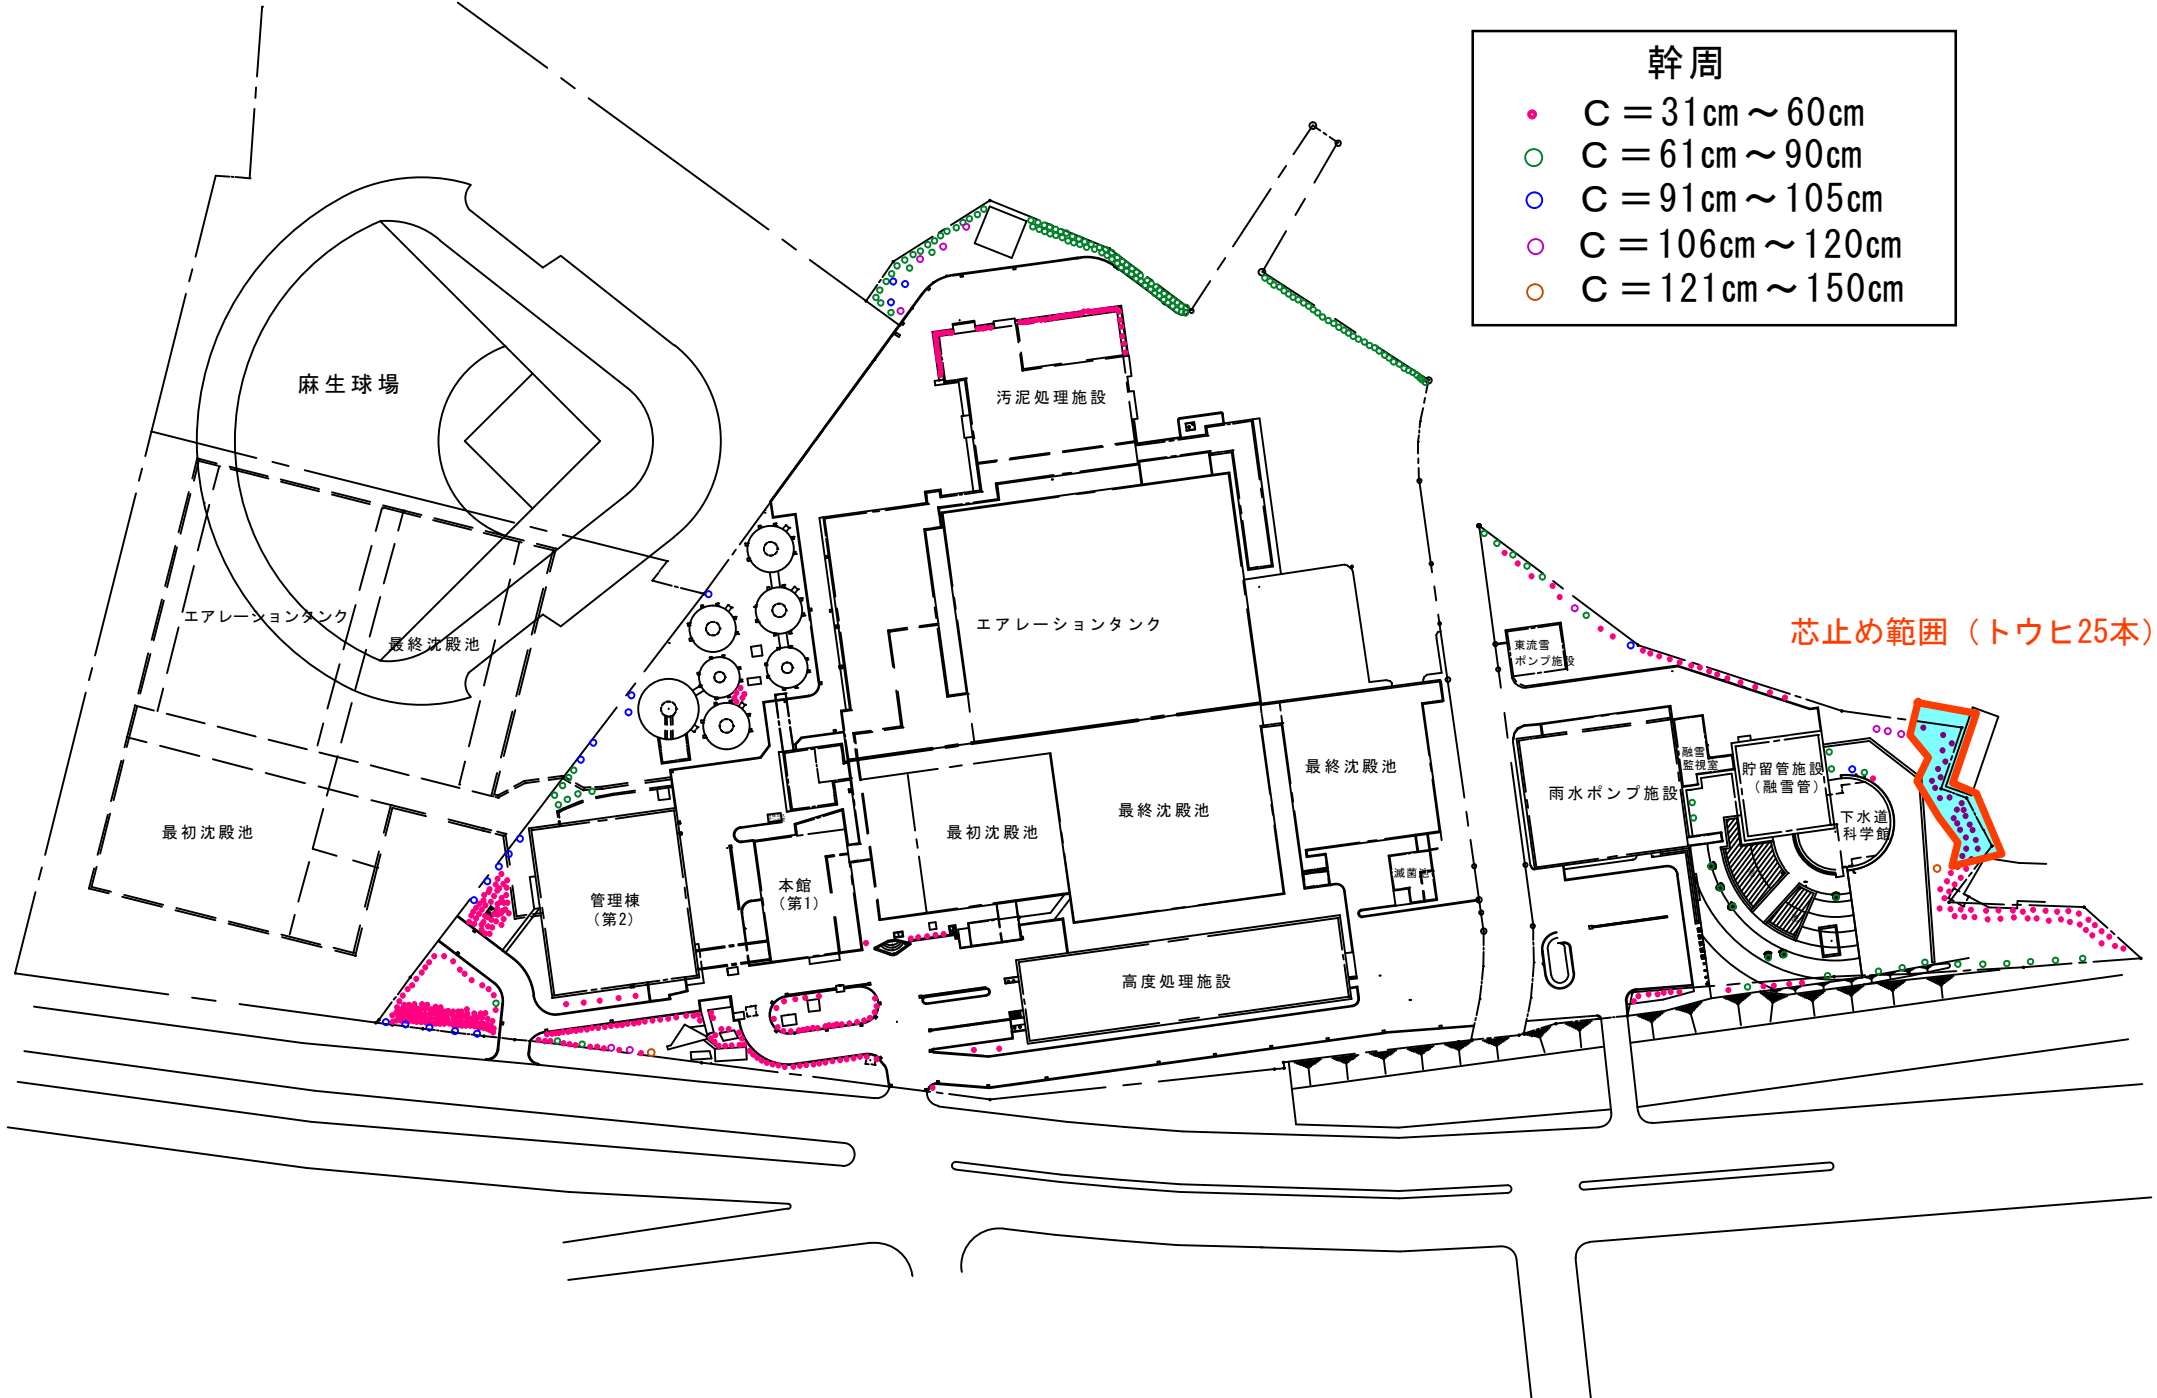 幹周
C＝31cm～60cm
C＝61cm～90cm
C＝91cm～105cm
C＝106cm～120cm
C＝121cm～150cm
麻生球場
汚泥処理施設
エアレーションタンク
最終沈殿池
エアレーションタンク
東流雪
ポンプ施設
芯止め範囲（トウヒ25本）
最初沈殿池
最初沈殿池
最終沈殿池
最終沈殿池
雨水ポンプ施設
融雪
監視室
貯留管施設
（融雪管）
下水道
科学館
滅菌池
管理棟
（第2）
本館
（第1）
高度処理施設